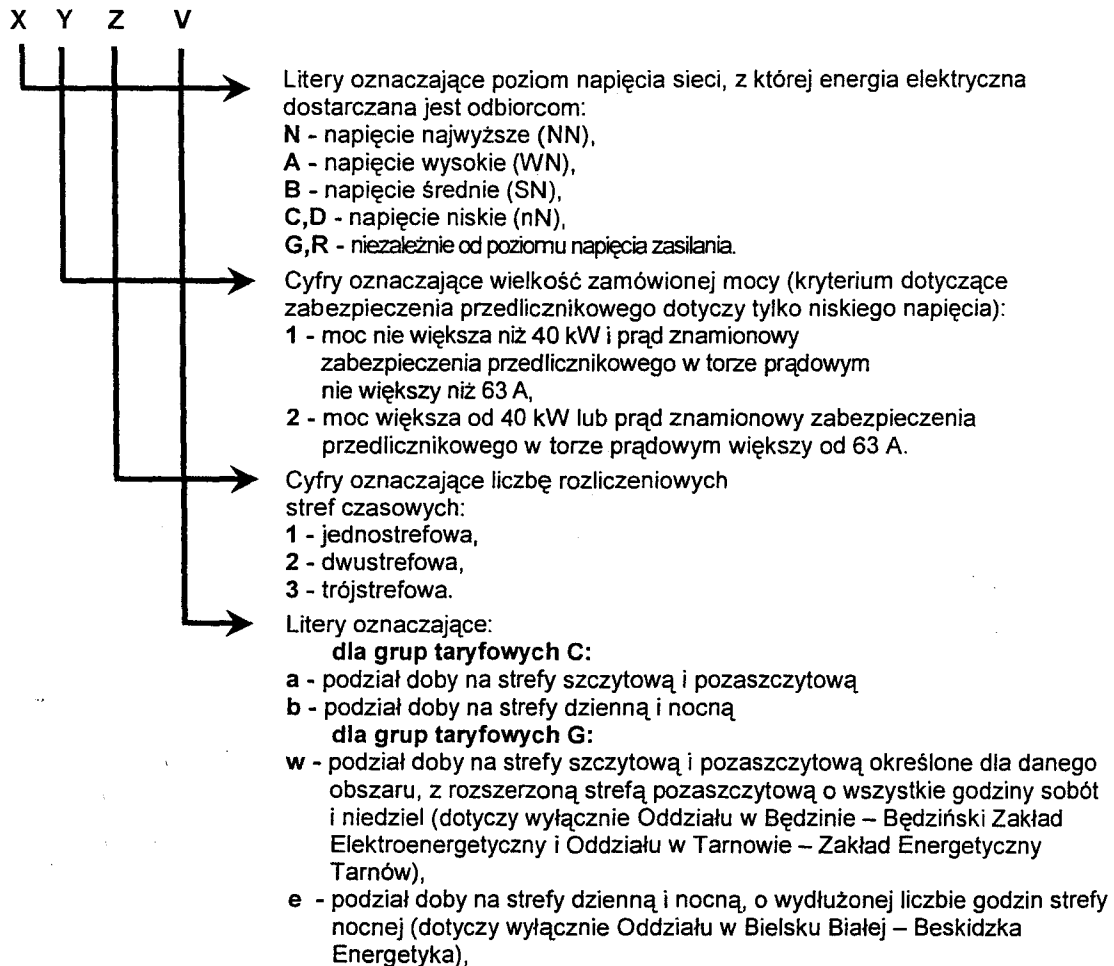 X Y Z V
Litery oznaczające poziom napięcia sieci, z której energia elektryczna
dostarczana jest odbiorcom:
N - napięcie najwyższe (NN),
A - napięcie wysokie (WN),
B - napięcie średnie (SN),
C,D - napięcie niskie (nN),
G,R - niezależnie od poziomu napięcia zasilania.
Cyfry oznaczające wielkość zamówionej mocy (kryterium dotyczące
zabezpieczenia przedlicznikowego dotyczy tylko niskiego napięcia):
1 - moc nie większa niż 40 kW i prąd znamionowy
zabezpieczenia przedlicznikowego w torze prądowym
nie większy niż 63 A,
2 - moc większa od 40 kW lub prąd znamionowy zabezpieczenia
przedlicznikowego w torze prądowym większy od 63 A.
Cyfry oznaczające liczbę rozliczeniowych
stref czasowych:
1 - jednostrefowa,
2 - dwustrefowa,
3 - trójstrefowa.
Litery oznaczające:
dla grup taryfowych C:
a - podział doby na strefy szczytową i pozaszczytową
b - podział doby na strefy dzienną i nocną
dla grup taryfowych G:
w - podział doby na strefy szczytową i pozaszczytową określone dla danego
obszaru, z rozszerzoną strefą pozaszczytową o wszystkie godziny sobót
i niedziel (dotyczy wyłącznie Oddziału w Będzinie – Będziński Zakład
Elektroenergetyczny i Oddziału w Tarnowie – Zakład Energetyczny
Tarnów),
e - podział doby na strefy dzienną i nocną, o wydłużonej liczbie godzin strefy
nocnej (dotyczy wyłącznie Oddziału w Bielsku Białej – Beskidzka
Energetyka),